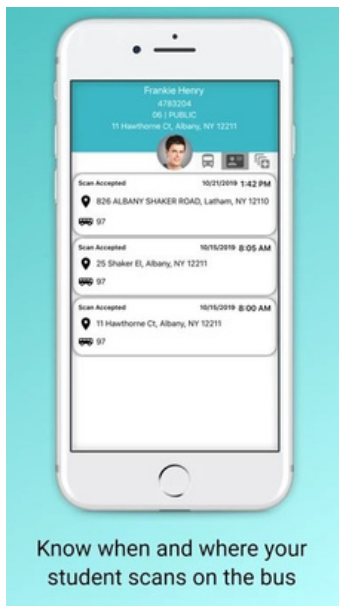 Frankie Henry
4783204
06 | PUBLIC
11 Hawthorne Ct, Albany, NY 12211
Scan Accepted 10/21/2019 1:42 PM
826 ALBANY SHAKER ROAD, Latham, NY 12110
97
Scan Accepted 10/15/2019 8:05 AM
25 Shaker El, Albany, NY 12211
97
Scan Accepted 10/15/2019 8:00 AM
11 Hawthorne Ct, Albany, NY 12211
97
Know when and where your
student scans on the bus